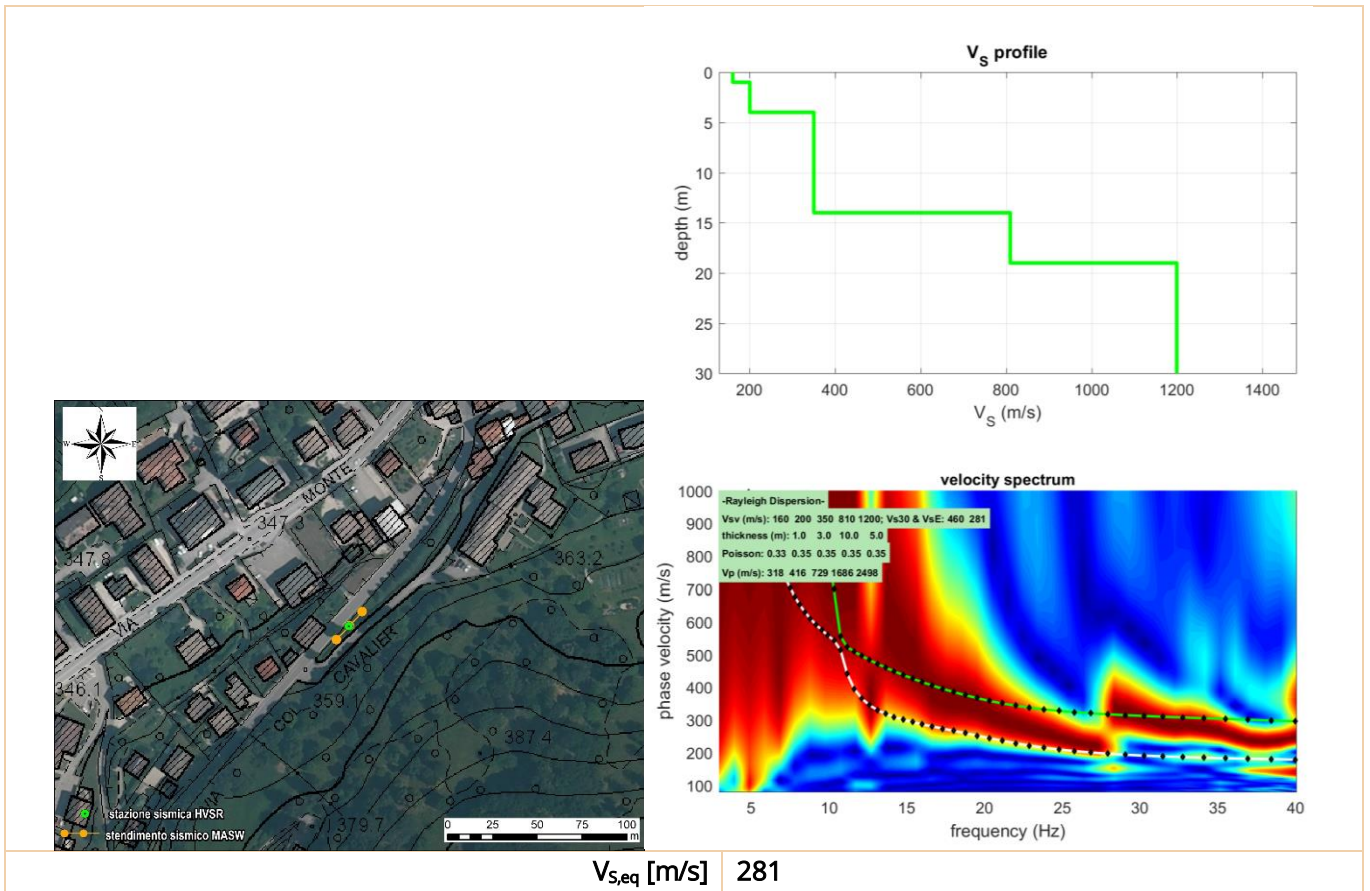 V_S profile
0
5
10
15
20
25
30
depth (m)
200 400 600 800 1000 1200 1400
V_S (m/s)
N
W E
S
MONTE
VIA
347.3
347.8
346.1
363.2
359.1
387.4
379.7
COL CAVALIER
VIA
stazione sismica HVSR
stendimento sismico MASW
0 25 50 75 100
m
velocity spectrum
-Rayleigh Dispersion-
Vsv (m/s): 160 200 350 810 1200; Vs30 & VsE: 460 281
thickness (m): 1.0 3.0 10.0 5.0
Poisson: 0.33 0.35 0.35 0.35 0.35
Vp (m/s): 318 416 729 1686 2498
1000
900
800
700
600
500
400
300
200
100
phase velocity (m/s)
5 10 15 20 25 30 35 40
frequency (Hz)
V_S,eq [m/s] 281